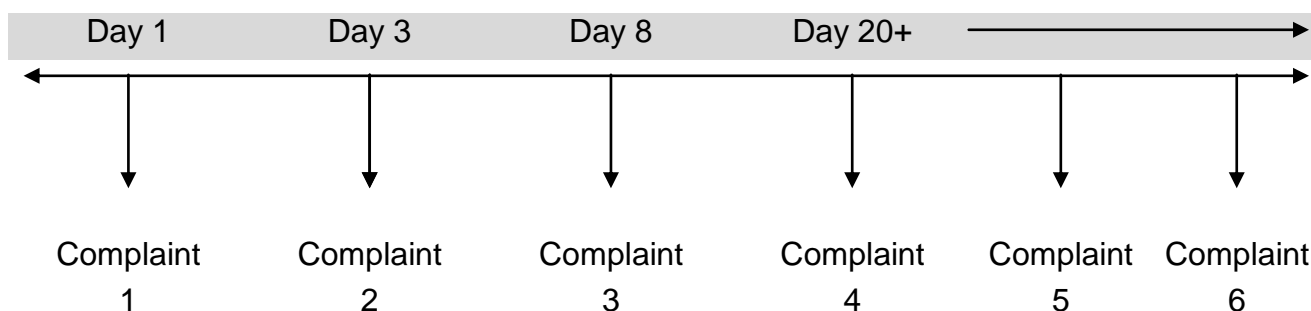 Day 1 Day 3 Day 8 Day 20+
Complaint Complaint Complaint Complaint Complaint Complaint
1 2 3 4 5 6